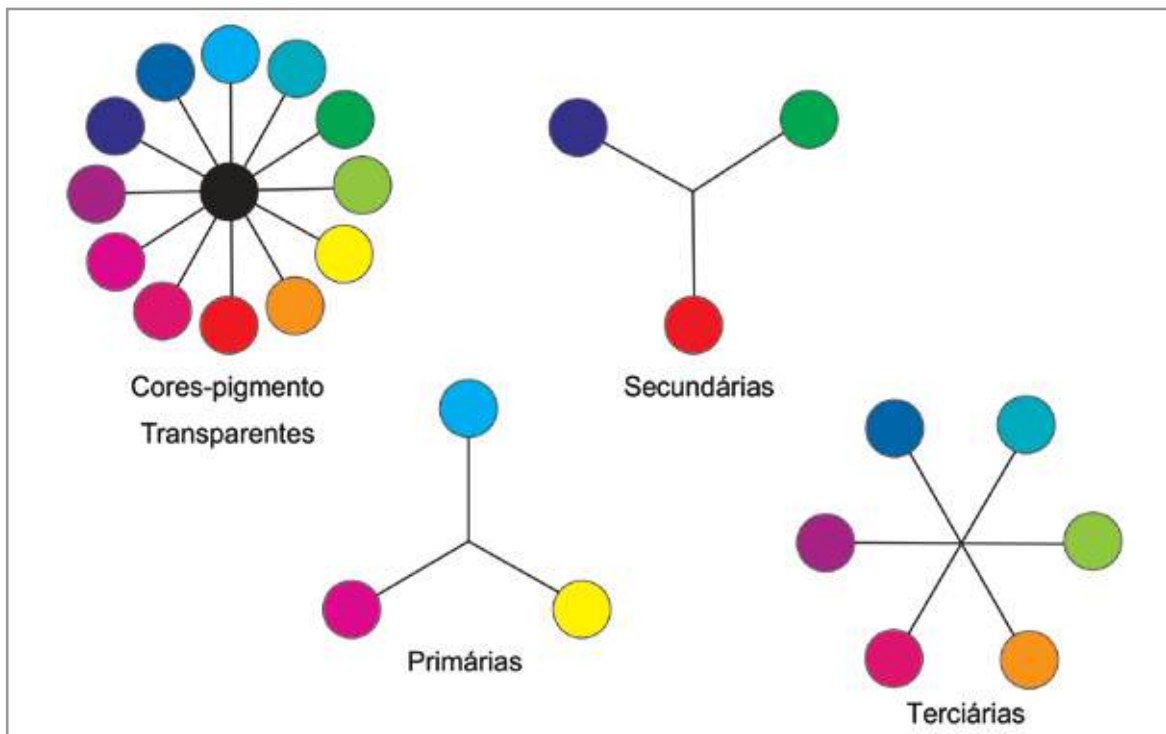 Cores-pigmento
Transparentes
Secundárias
Primárias
Terciárias